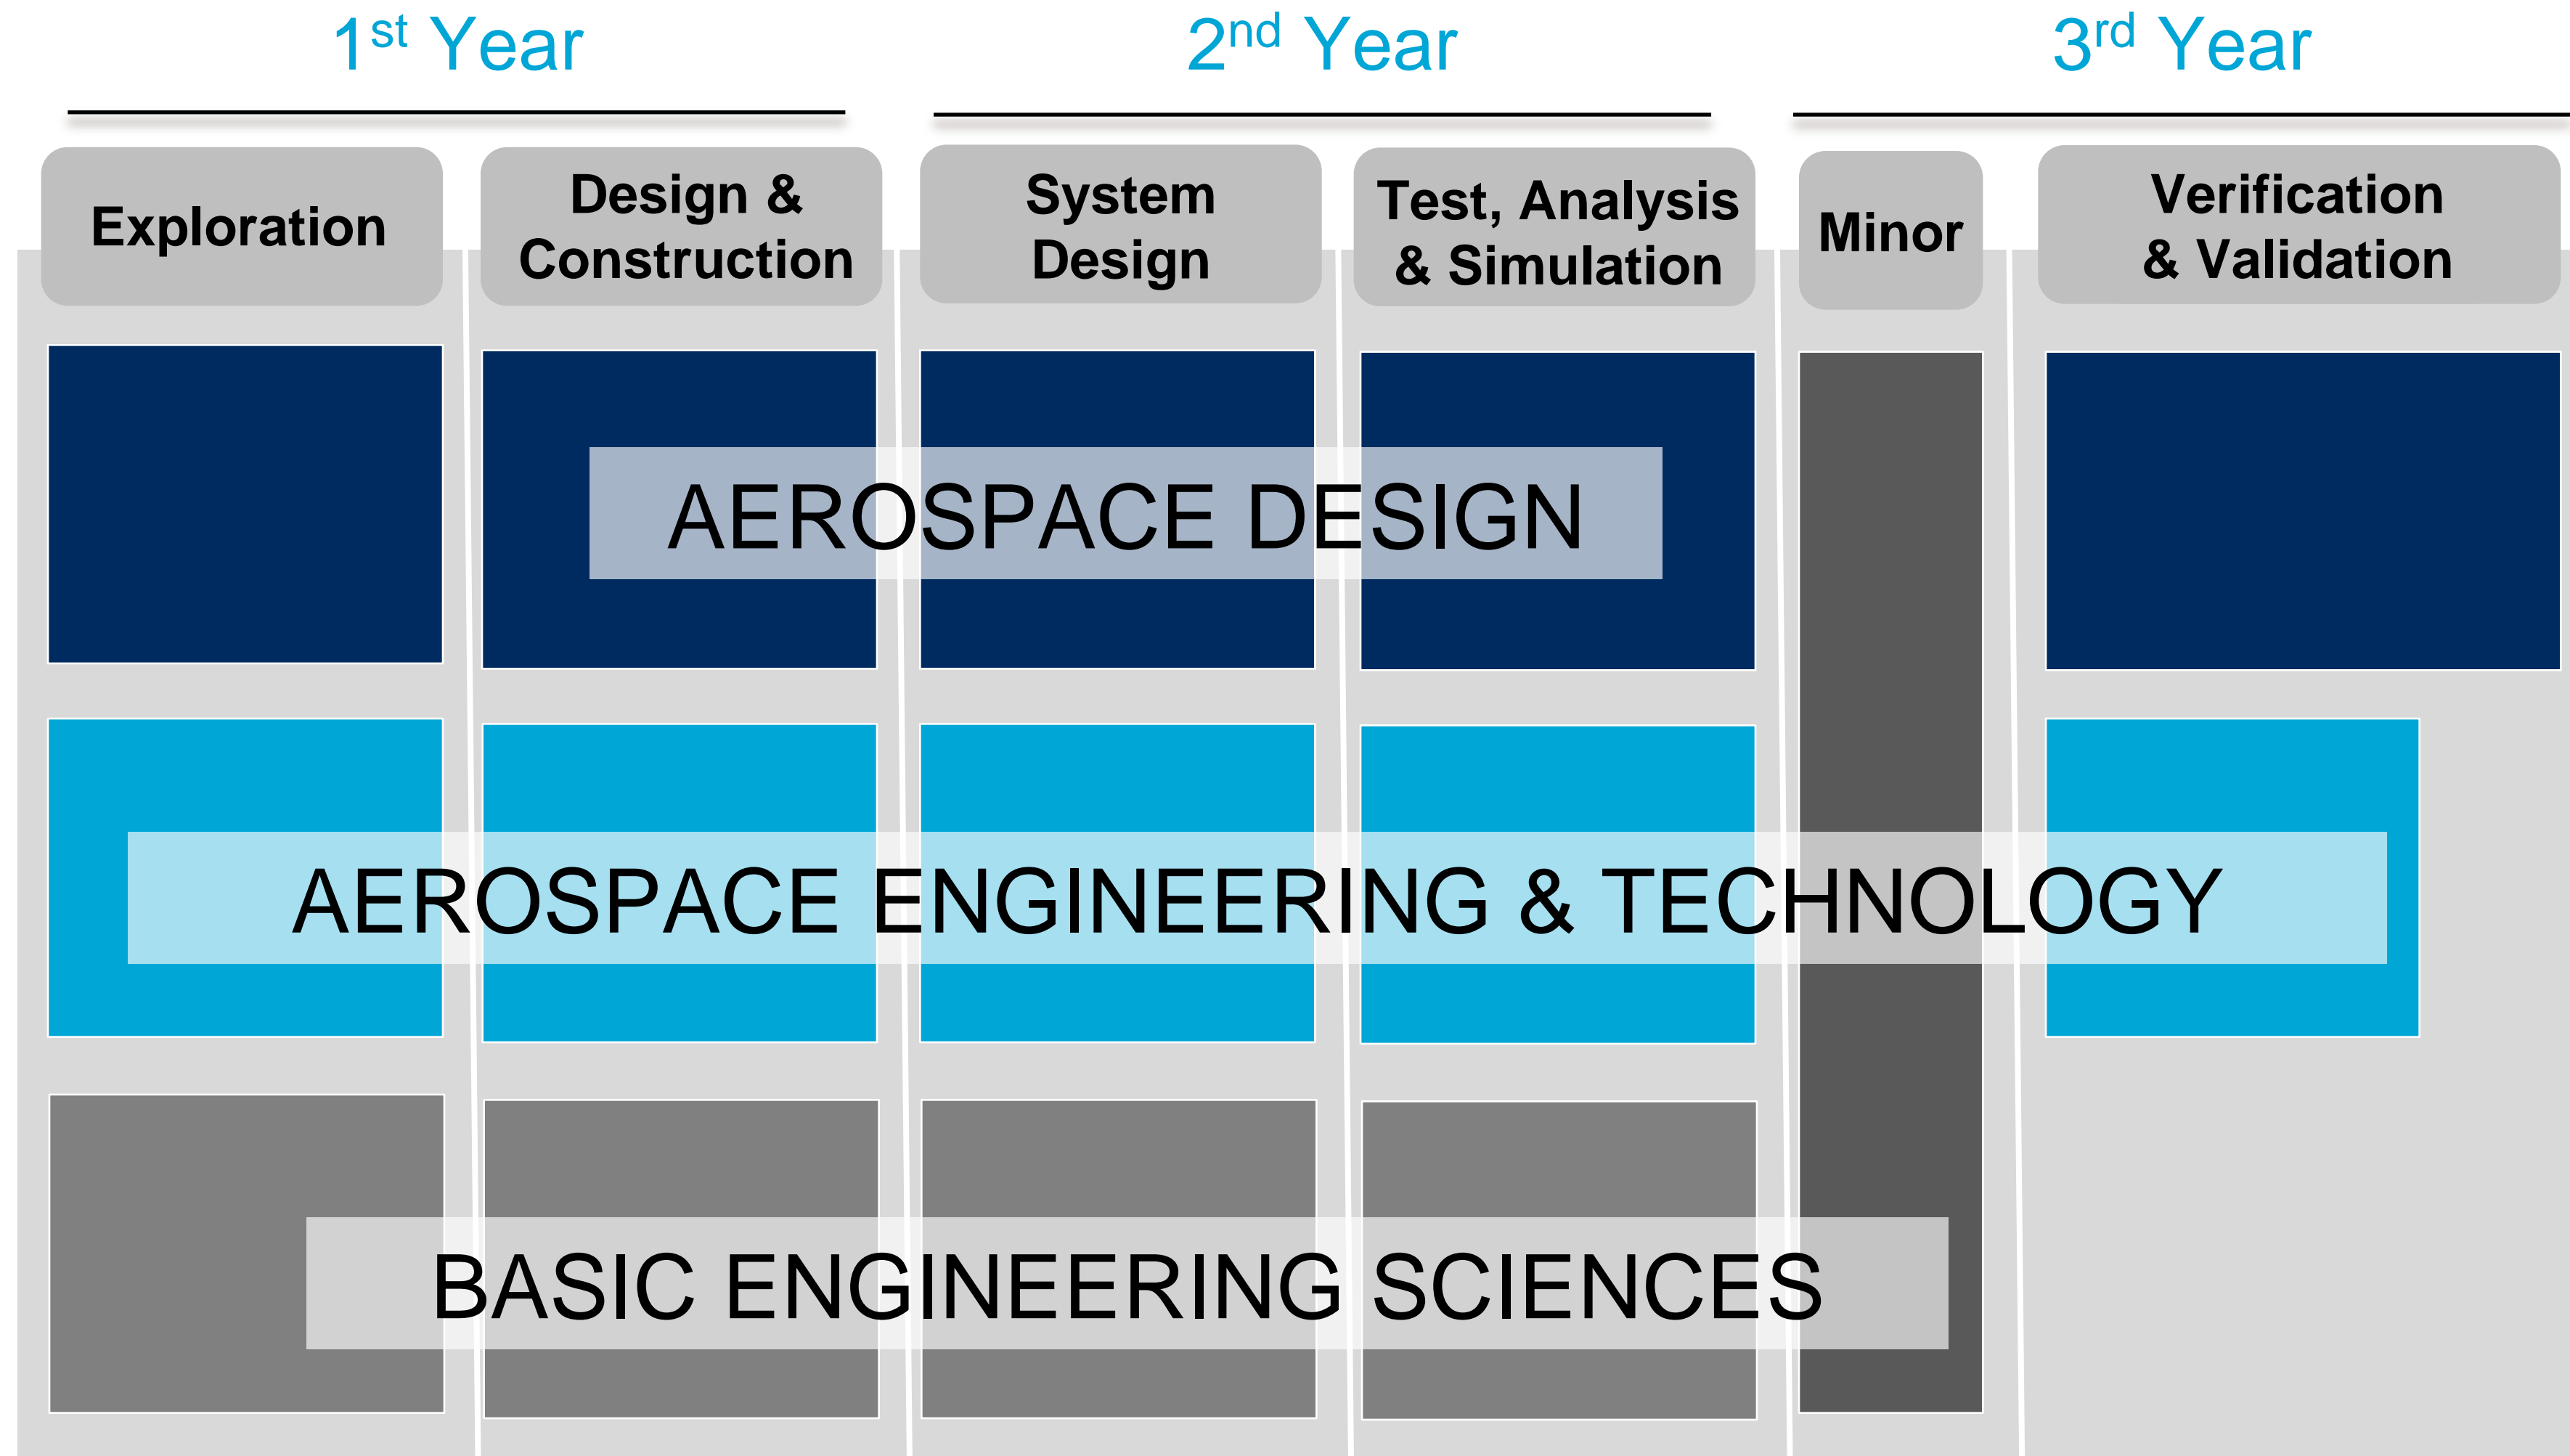 1st Year
2nd Year
3rd Year
Exploration
Design &
Construction
System
Design
Test, Analysis
& Simulation
Minor
Verification
& Validation
AEROSPACE DESIGN
AEROSPACE ENGINEERING & TECHNOLOGY
BASIC ENGINEERING SCIENCES